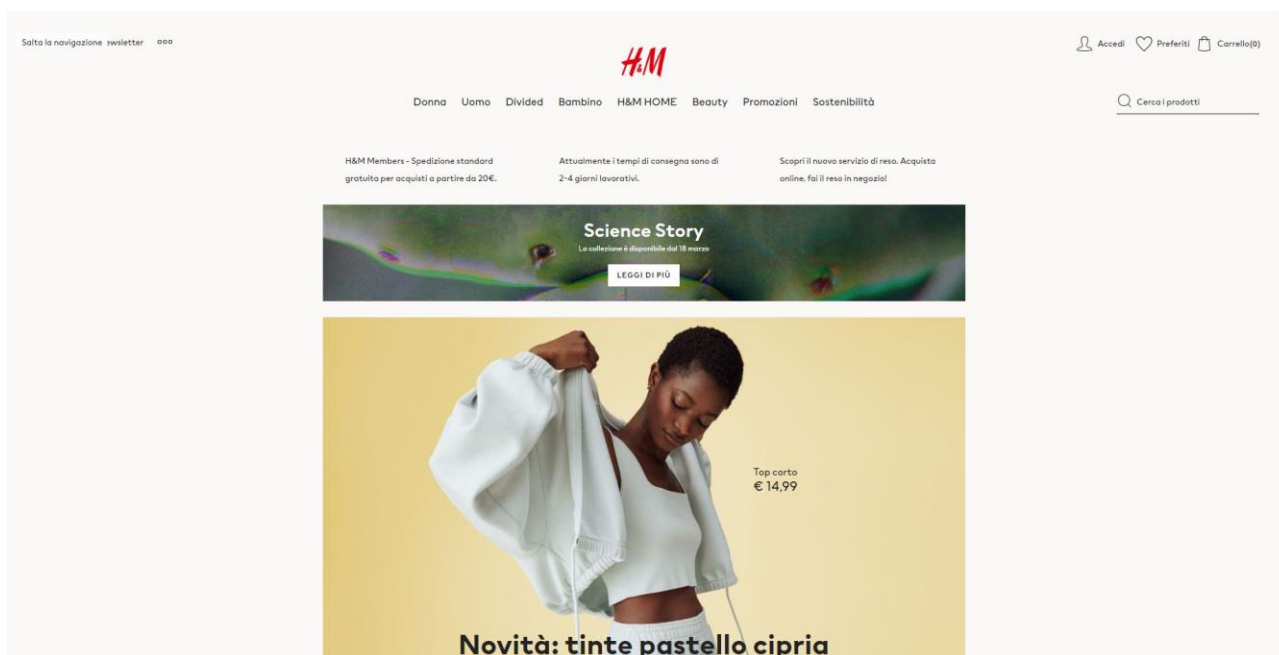 Salta la navigazione
wsletter
Accedi
Preferiti
Carrello(0)
H&M
Donna Uomo Divided Bambino H&M HOME Beauty Promozioni Sostenibilità
Cerca i prodotti
H&M Members - Spedizione standard
gratuita per acquisti a partire da 20€.
Attualmente i tempi di consegna sono di
2-4 giorni lavorativi.
Scopri il nuovo servizio di reso. Acquista
online, fai il reso in negozio!
Science Story
La collezione è disponibile dal 18 marzo
LEGGI DI PIÙ
Top corto
€ 14,99
Novità: tinte pastello cipria